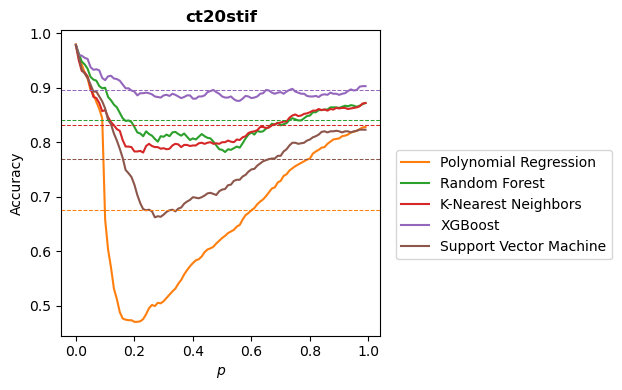 ct20stif
Accuracy
1.0
0.9
0.8
0.7
0.6
0.5
0.0 0.2 0.4 0.6 0.8 1.0
p
Polynomial Regression
Random Forest
K-Nearest Neighbors
XGBoost
Support Vector Machine